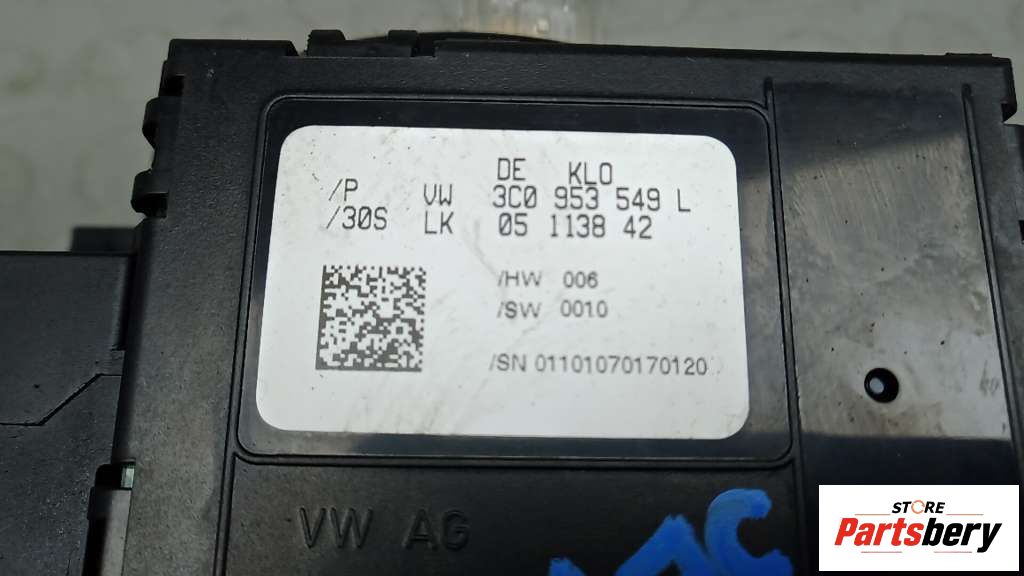 DE KLO
/P VW 3C0 953 549 L
/30S LK 05 1138 42
/HW 006
/SW 0010
/SN 01101070170120
VW AG
STORE
Partsbery